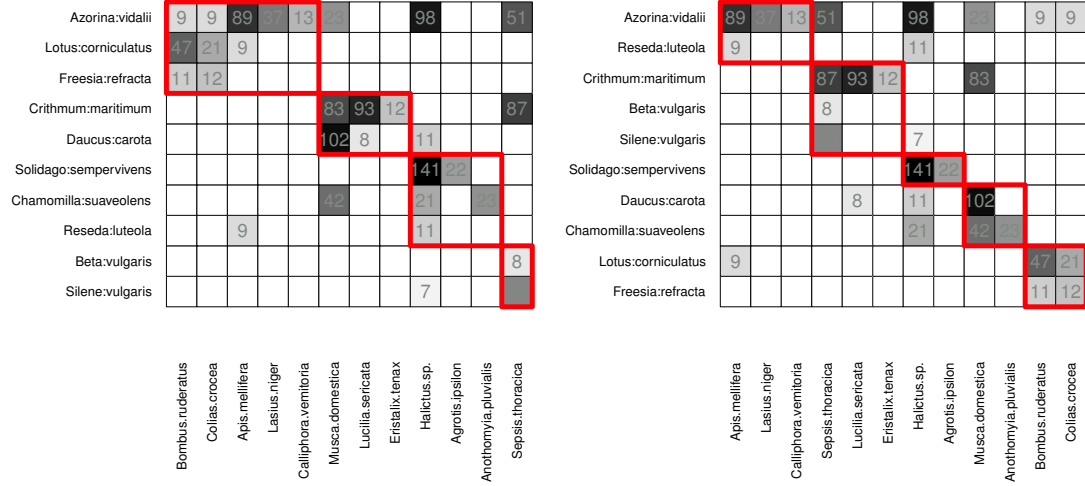 Azorina:vidalii 9 9 89 37 13 23 98 51
Lotus:corniculatus 47 21 9
Freesia:refracta 11 12
Crithmum:maritimum 83 93 12 87
Daucus:carota 102 8 11
Solidago:sempervivens 141 22
Chamomilla:suaveolens 42 21 23
Reseda:luteola 9 11
Beta:vulgaris 8
Silene:vulgaris 7
Bombus.ruderatus
Colias.crocea
Apis.mellifera
Lasius.niger
Calliphora.vemitoria
Musca.domestica
Lucilia.sericata
Eristalix.tenax
Halictus.sp.
Agrotis.ipsilon
Anothomyia.pluvialis
Sepsis.thoracica
Azorina:vidalii 89 37 13 51 98 23 9 9
Reseda:luteola 9 11
Crithmum:maritimum 87 93 12 83
Beta:vulgaris 8
Silene:vulgaris 7
Solidago:sempervivens 141 22
Daucus:carota 8 11 102
Chamomilla:suaveolens 21 42 23
Lotus:corniculatus 9 47 21
Freesia:refracta 11 12
Apis.mellifera
Lasius.niger
Calliphora.vemitoria
Sepsis.thoracica
Lucilia.sericata
Eristalix.tenax
Halictus.sp.
Agrotis.ipsilon
Musca.domestica
Anothomyia.pluvialis
Bombus.ruderatus
Colias.crocea